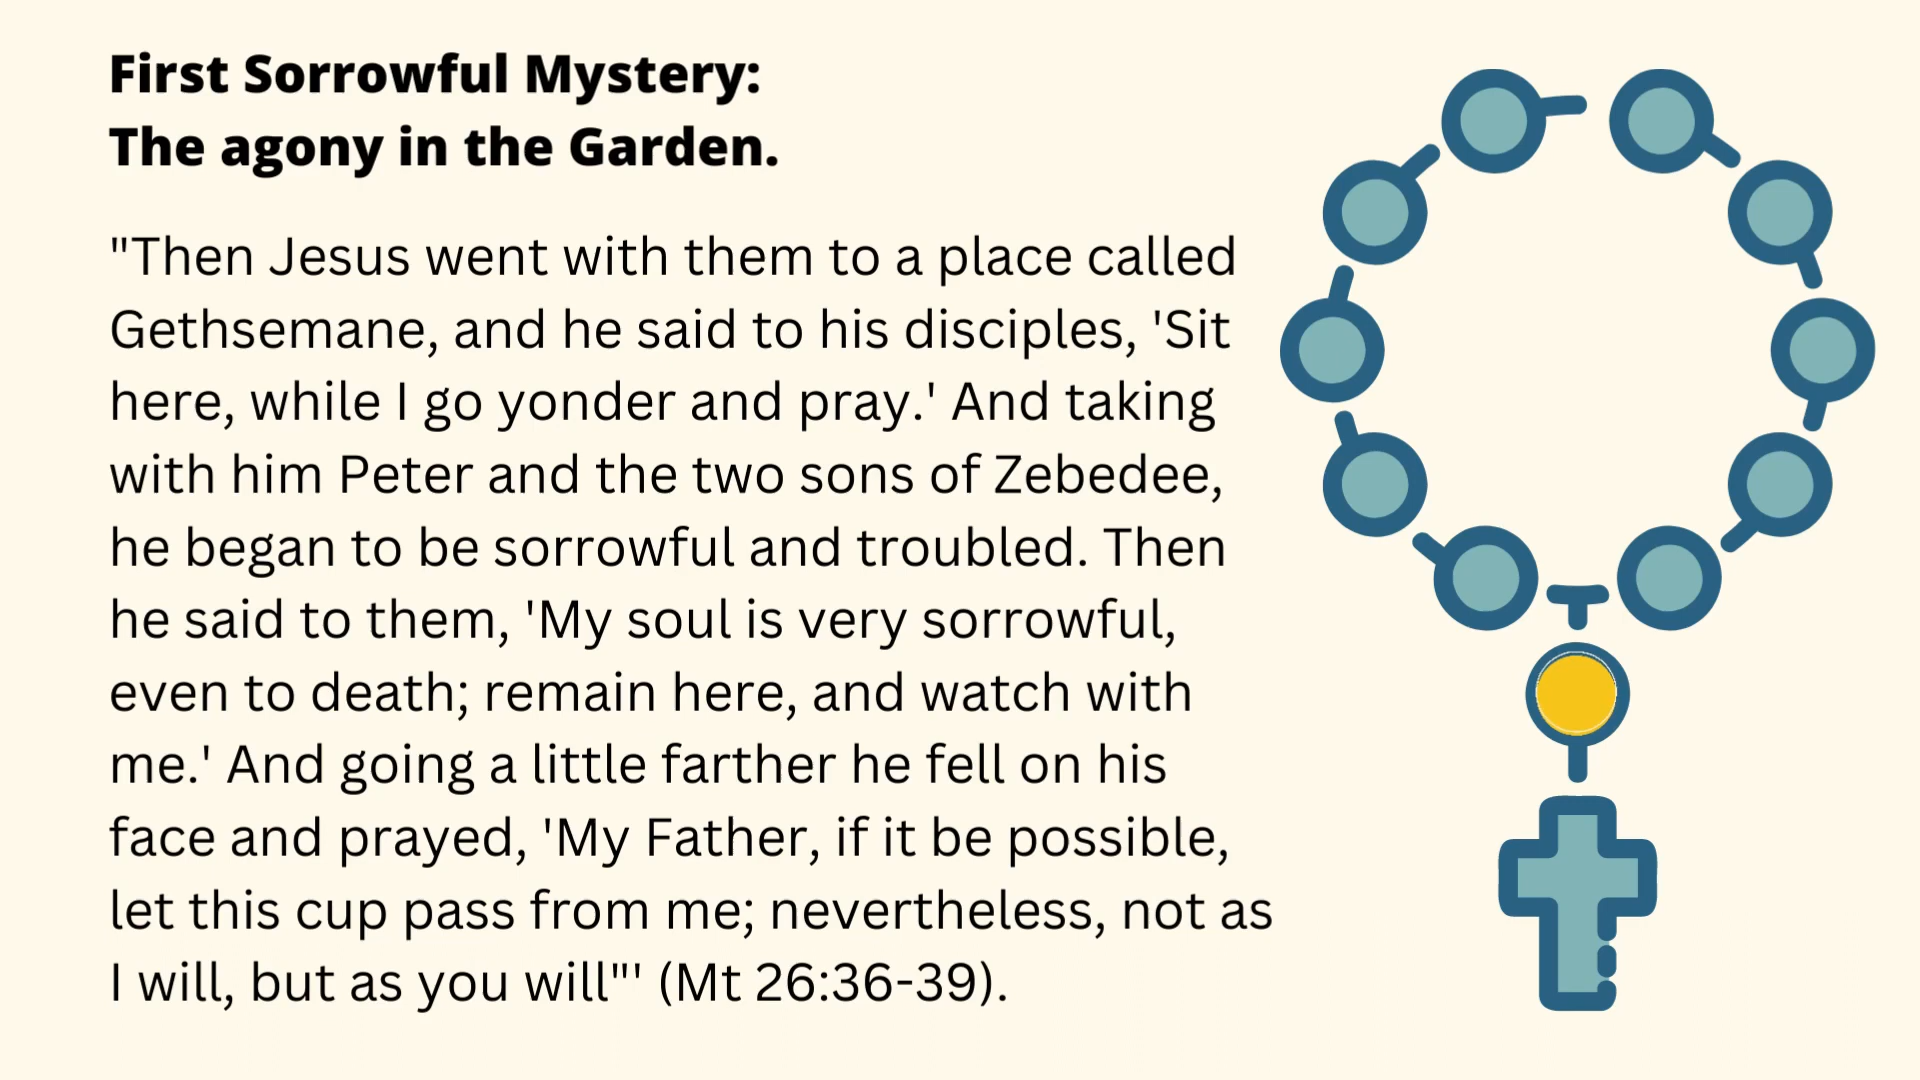 First Sorrowful Mystery:
The agony in the Garden.
"Then Jesus went with them to a place called
Gethsemane, and he said to his disciples, 'Sit
here, while I go yonder and pray.' And taking
with him Peter and the two sons of Zebedee,
he began to be sorrowful and troubled. Then
he said to them, 'My soul is very sorrowful,
even to death; remain here, and watch with
me.' And going a little farther he fell on his
face and prayed, 'My Father, if it be possible,
let this cup pass from me; nevertheless, not as
I will, but as you will"' (Mt 26:36-39).